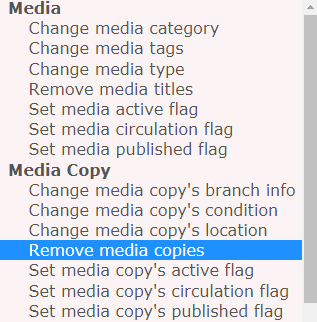 Media
Change media category
Change media tags
Change media type
Remove media titles
Set media active flag
Set media circulation flag
Set media published flag
Media Copy
Change media copy's branch info
Change media copy's condition
Change media copy's location
Remove media copies
Set media copy's active flag
Set media copy's circulation flag
Set media copy's published flag